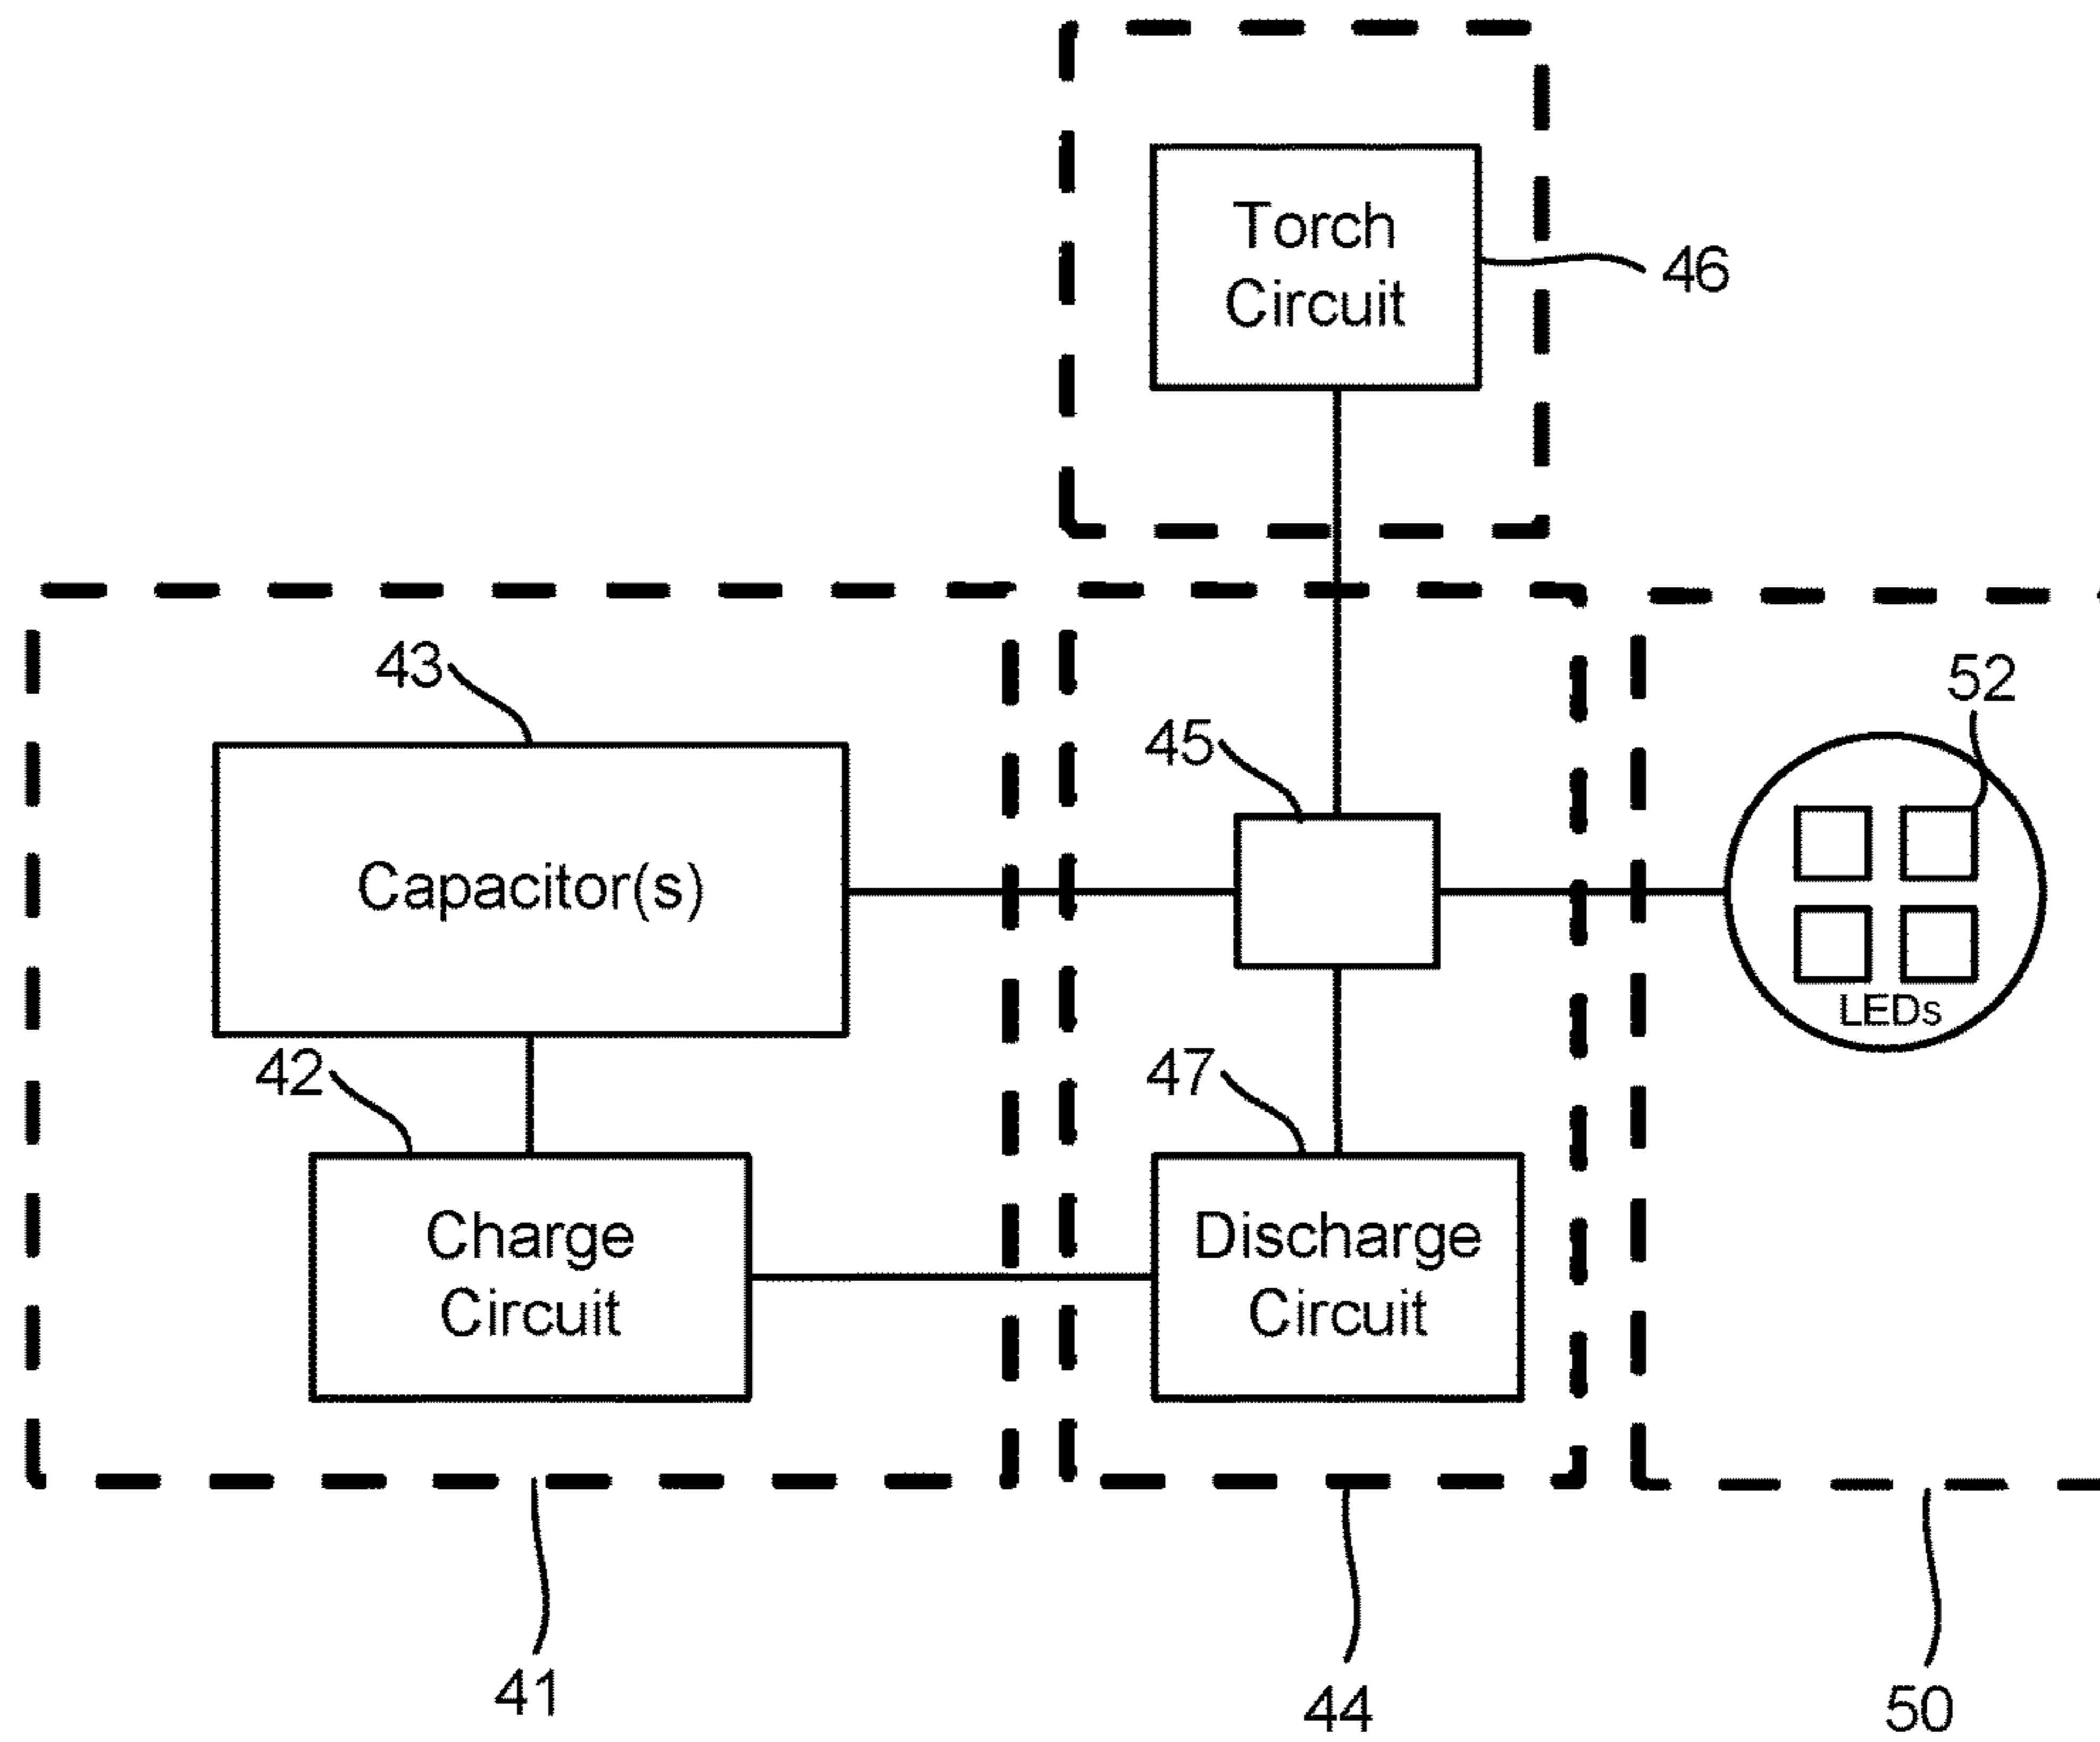 Torch
Circuit
46
43
52
45
Capacitor(s)
LEDs
42
47
Charge
Circuit
Discharge
Circuit
41
44
50